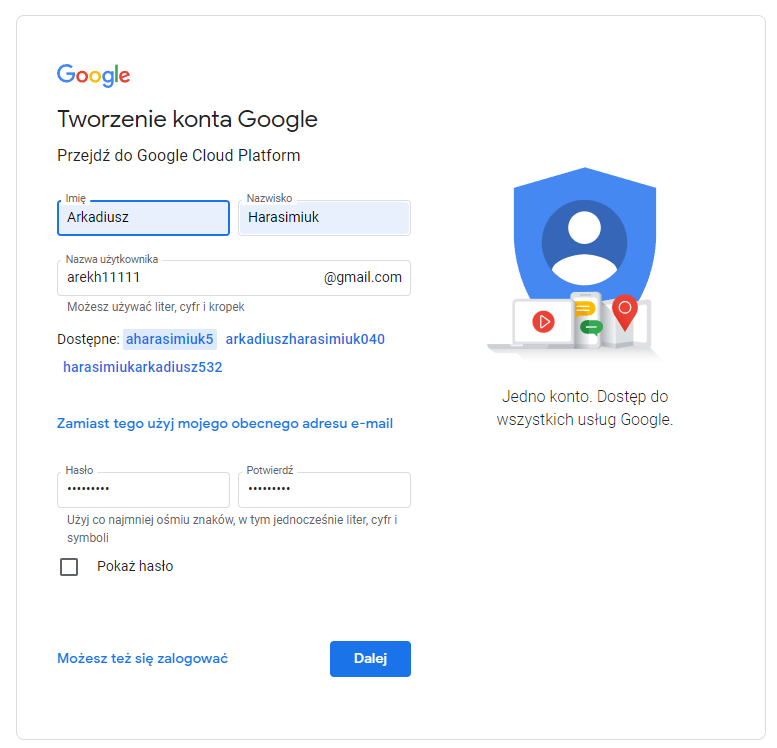 Google
Tworzenie konta Google
Przejdź do Google Cloud Platform
Imię
Nazwisko
Arkadiusz
Harasimiuk
Nazwa użytkownika
arekh11111
@gmail.com
Możesz używać liter, cyfr i kropek
Dostępne: aharasimiuk5 arkadiuszharasimiuk040
harasimiukarkadiusz532
Zamiast tego użyj mojego obecnego adresu e-mail
Hasło
Potwierdź
•••••••••
•••••••••
Użyj co najmniej ośmiu znaków, w tym jednocześnie liter, cyfr i
symboli
Pokaż hasło
Możesz też się zalogować
Dalej
Jedno konto. Dostęp do
wszystkich usług Google.